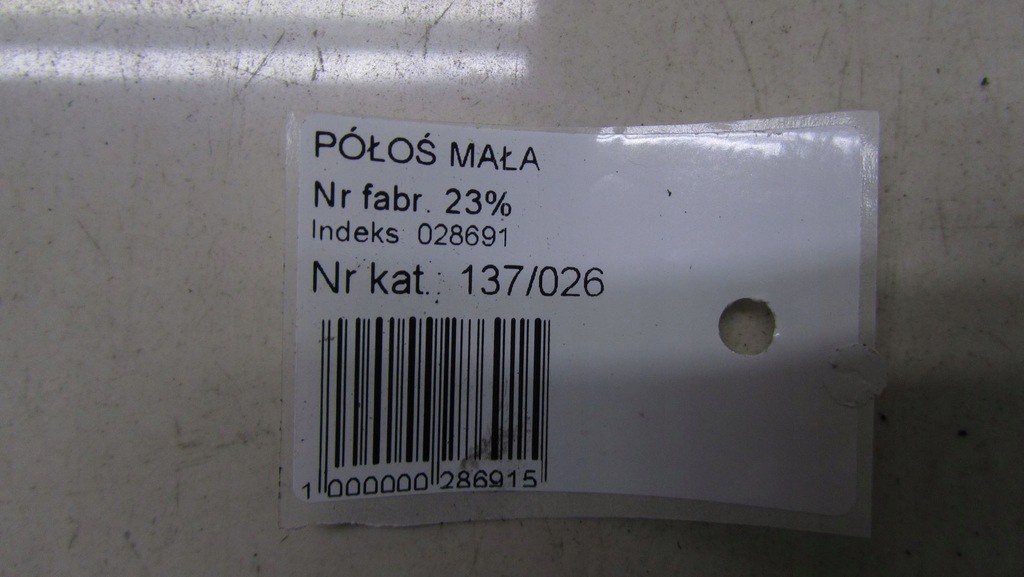 PÓŁOŚ MAŁA
Nr fabr. 23%
Indeks 028691
Nr kat.: 137/026
1 000000 286915